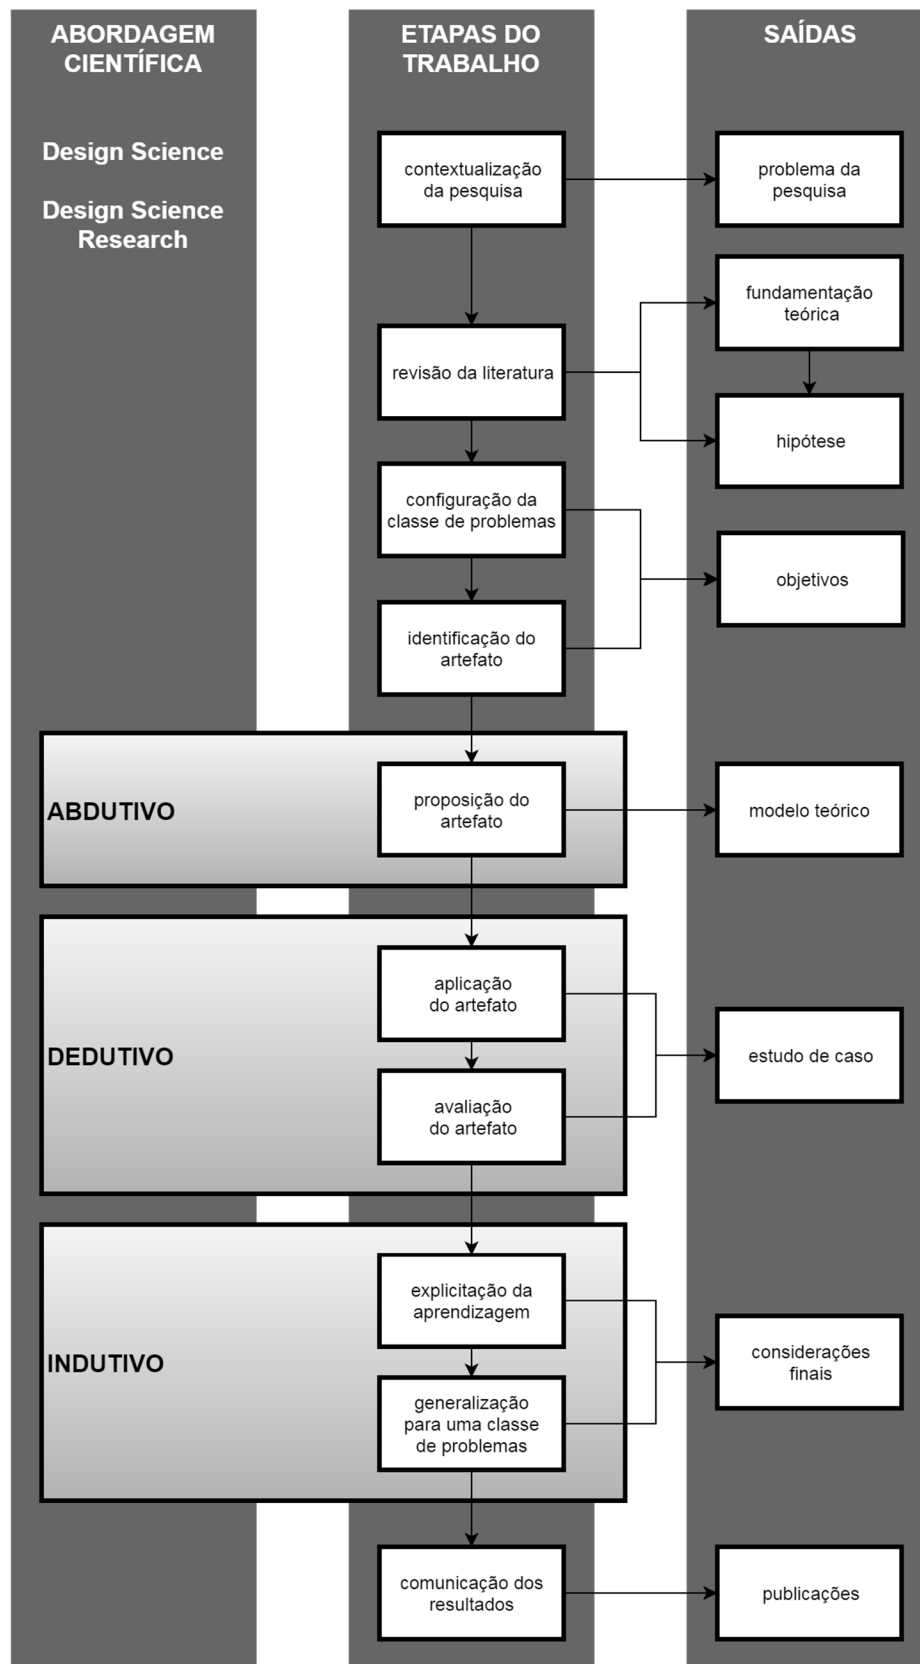 ABORDAGEM
CIENTÍFICA
ETAPAS DO
TRABALHO
SAÍDAS
Design Science
Design Science
Research
contextualização
da pesquisa
problema da
pesquisa
fundamentação
teórica
revisão da literatura
hipótese
configuração da
classe de problemas
objetivos
identificação do
artefato
ABDUTIVO
proposição do
artefato
modelo teórico
DEDUTIVO
aplicação
do artefato
avaliação
do artefato
estudo de caso
INDUTIVO
explicitação da
aprendizagem
generalização
para uma classe
de problemas
considerações
finais
comunicação dos
resultados
publicações